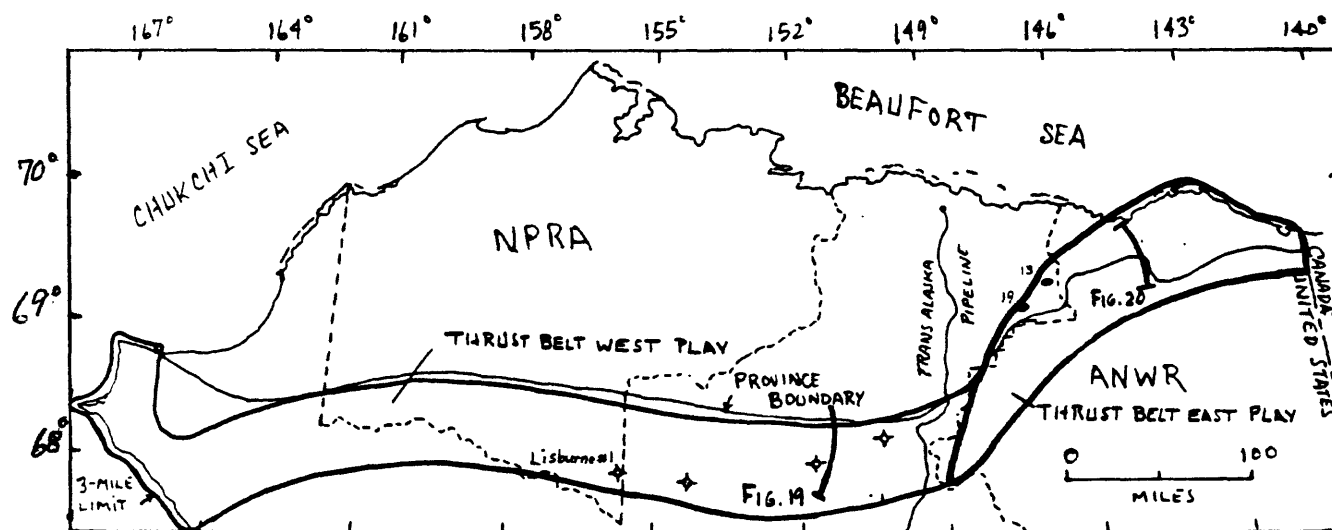 167° 164° 161° 158° 155° 152° 149° 146° 143° 140°
BEAUFORT SEA
CHUKCHI SEA
70°
NPRA
TRANS ALASKA
PIPELINE
13
19
FIG.20
CANADA
UNITED STATES
69°
THRUST BELT WEST PLAY
PROVINCE
BOUNDARY
ANWR
THRUST BELT EAST PLAY
68°
Lisburne#1
3-MILE
LIMIT
FIG.19
0 100
MILES